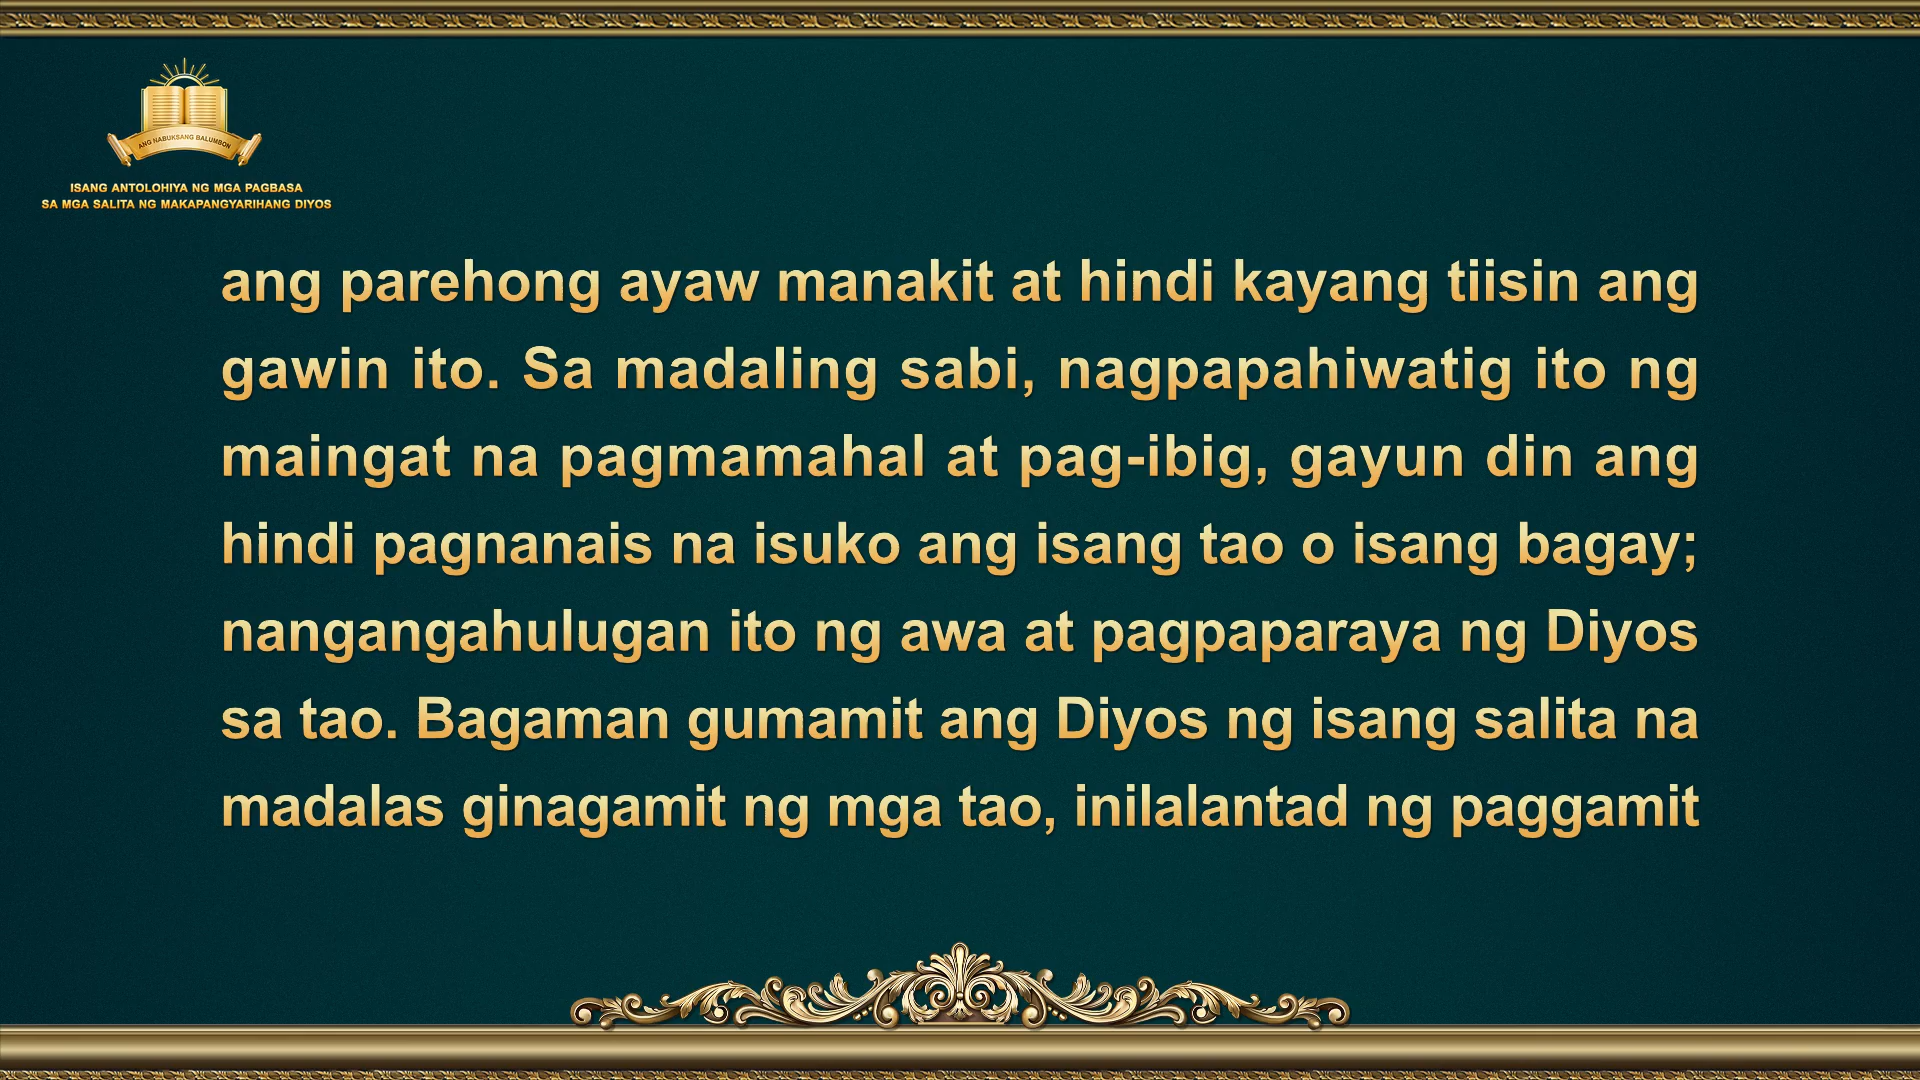 ANG NABUKSANG BALUMBON
ISANG ANTOLOHIYA NG MGA PAGBASA
SA MGA SALITA NG MAKAPANGYARIHANG DIYOS
ang parehong ayaw manakit at hindi kayang tiisin ang
gawin ito. Sa madaling sabi, nagpapahiwatig ito ng
maingat na pagmamahal at pag-ibig, gayun din ang
hindi pagnanais na isuko ang isang tao o isang bagay;
nangangahulugan ito ng awa at pagpaparaya ng Diyos
sa tao. Bagaman gumamit ang Diyos ng isang salita na
madalas ginagamit ng mga tao, inilalantad ng paggamit